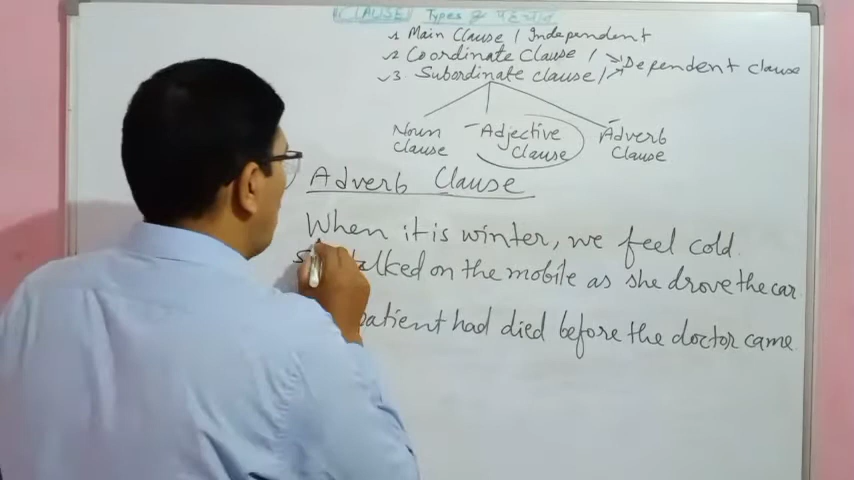 CLAUSE Types of
1 Main Clause / Independent
2 Coordinate Clause /
3. Subordinate clause / Dependent clause
Noun Clause
Adjective Clause
Adverb Clause
Adverb Clause
When it is winter, we feel cold.
talked on the mobile as she drove the car.
patient had died before the doctor came.